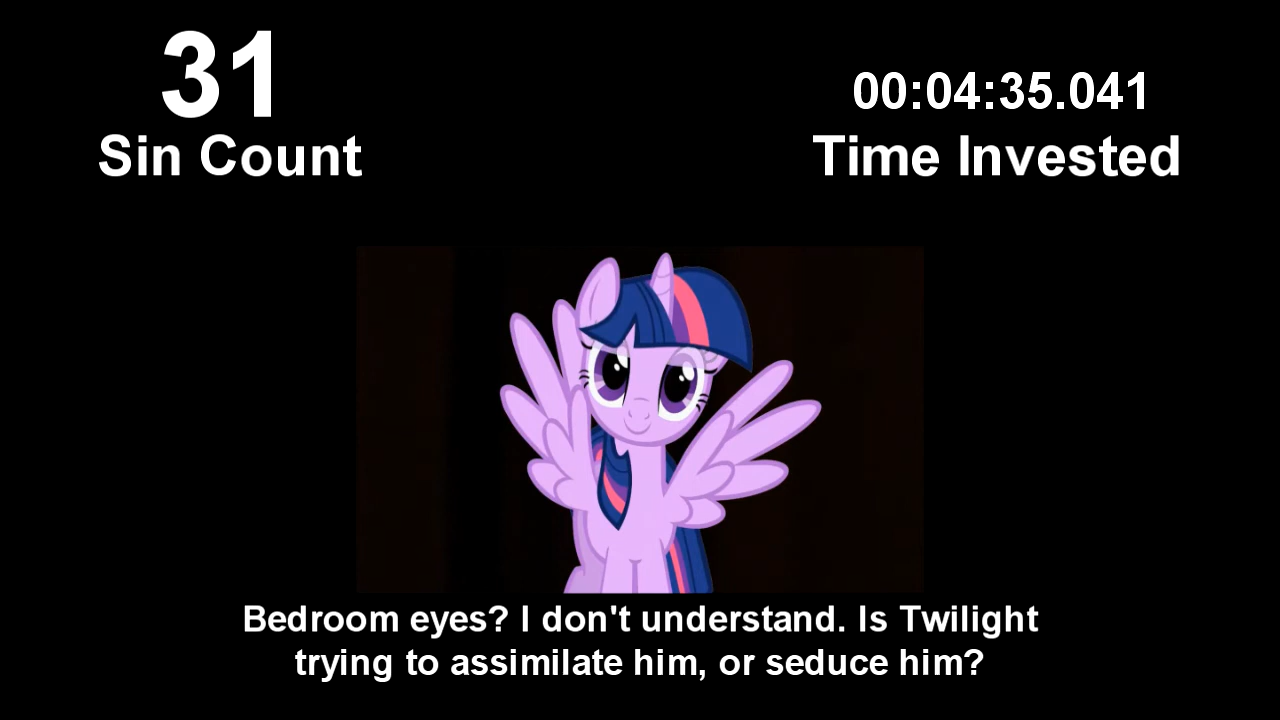 31
Sin Count
00:04:35.041
Time Invested
Bedroom eyes? I don't understand. Is Twilight
trying to assimilate him, or seduce him?